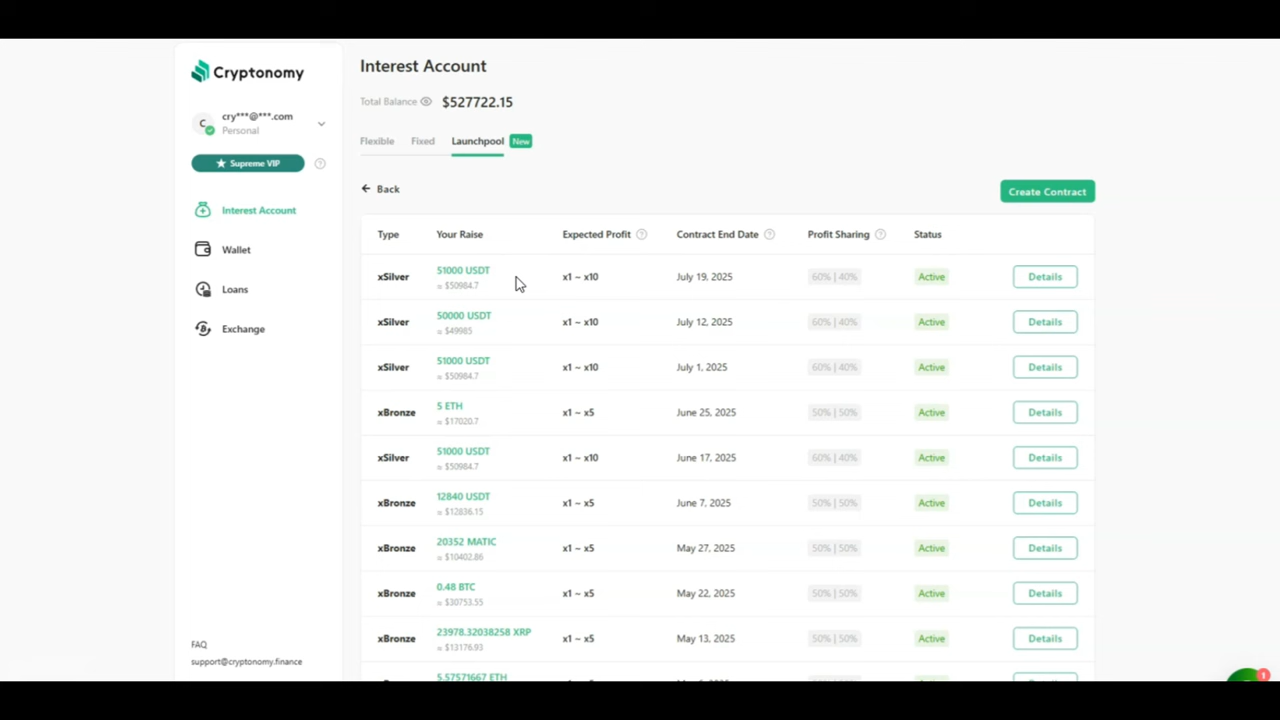 Cryptonomy
cry***@***.com
Personal
Supreme VIP
Interest Account
Wallet
Loans
Exchange
FAQ
support@cryptonomy.finance
Interest Account
Total Balance $527722.15
Flexible Fixed Launchpool New
Back
Create Contract
Type Your Raise Expected Profit Contract End Date Profit Sharing Status
xSilver 51000 USDT ≈ $50984.7 x1 ~ x10 July 19, 2025 60% | 40% Active Details
xSilver 50000 USDT ≈ $49985 x1 ~ x10 July 12, 2025 60% | 40% Active Details
xSilver 51000 USDT ≈ $50984.7 x1 ~ x10 July 1, 2025 60% | 40% Active Details
xBronze 5 ETH ≈ $17020.7 x1 ~ x5 June 25, 2025 50% | 50% Active Details
xSilver 51000 USDT ≈ $50984.7 x1 ~ x10 June 17, 2025 60% | 40% Active Details
xBronze 12840 USDT ≈ $12836.15 x1 ~ x5 June 7, 2025 50% | 50% Active Details
xBronze 20352 MATIC ≈ $10402.86 x1 ~ x5 May 27, 2025 50% | 50% Active Details
xBronze 0.48 BTC ≈ $30753.55 x1 ~ x5 May 22, 2025 50% | 50% Active Details
xBronze 23978.32038258 XRP ≈ $13176.93 x1 ~ x5 May 13, 2025 50% | 50% Active Details
5.57571667 ETH